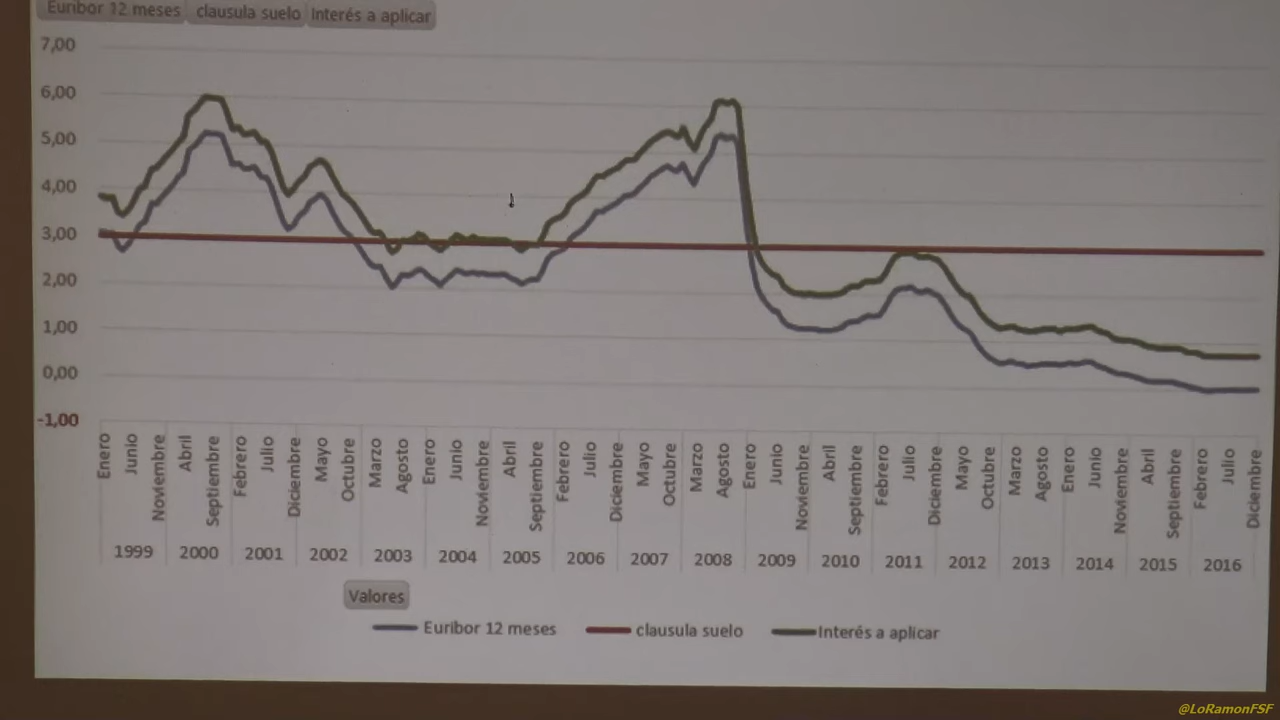 Euribor 12 meses clausula suelo Interés a aplicar
7,00
6,00
5,00
4,00
3,00
2,00
1,00
0,00
-1,00
Enero Junio Noviembre Abril Septiembre Febrero Julio Diciembre Mayo Octubre Marzo Agosto Enero Junio Noviembre Abril Septiembre Febrero Julio Diciembre Mayo Octubre Marzo Agosto Enero Junio Noviembre Abril Septiembre Febrero Julio Diciembre Mayo Octubre Marzo Agosto Enero Junio Noviembre Abril Septiembre Febrero Julio Diciembre
1999 2000 2001 2002 2003 2004 2005 2006 2007 2008 2009 2010 2011 2012 2013 2014 2015 2016
Valores
Euribor 12 meses clausula suelo Interés a aplicar
@LoRamonFSF